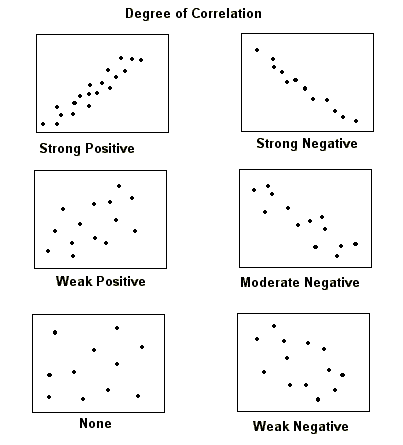 Degree of Correlation
Strong Positive
Strong Negative
Weak Positive
Moderate Negative
None
Weak Negative